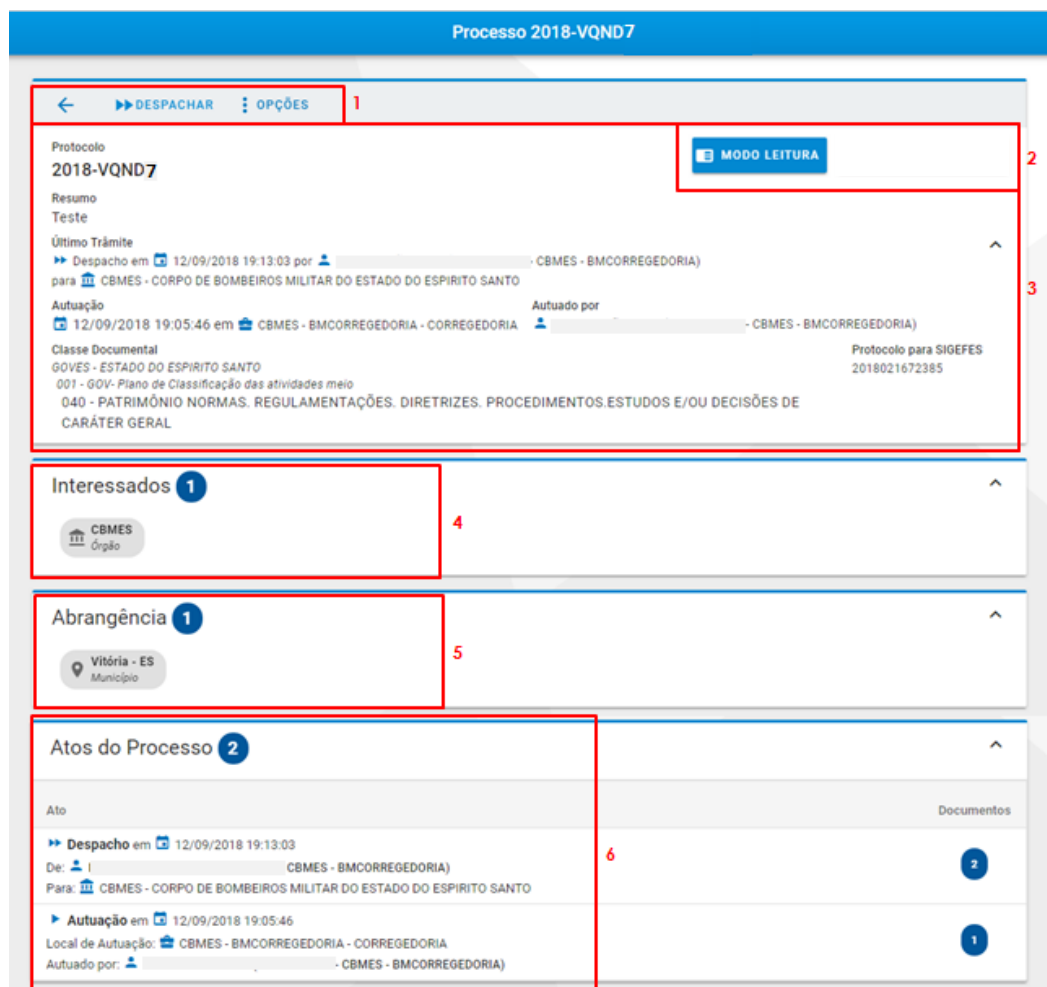 Processo 2018-VQND7
DESPACHAR OPÇÕES 1
Protocolo
2018-VQND7
MODO LEITURA
2
Resumo
Teste
Último Trâmite
Despacho em 12/09/2018 19:13:03 por - CBMES - BMCORREGEDORIA)
para CBMES - CORPO DE BOMBEIROS MILITAR DO ESTADO DO ESPIRITO SANTO
3
Autuação Autuado por
12/09/2018 19:05:46 em CBMES - BMCORREGEDORIA - CORREGEDORIA - CBMES - BMCORREGEDORIA)
Classe Documental Protocolo para SIGEFES
GOVES - ESTADO DO ESPIRITO SANTO 2018021672385
001 - GOV- Plano de Classificação das atividades meio
040 - PATRIMÔNIO NORMAS. REGULAMENTAÇÕES. DIRETRIZES. PROCEDIMENTOS.ESTUDOS E/OU DECISÕES DE
CARÁTER GERAL
Interessados 1
4
CBMES
Órgão
Abrangência 1
5
Vitória - ES
Município
Atos do Processo 2
Ato Documentos
Despacho em 12/09/2018 19:13:03
6
De: CBMES - BMCORREGEDORIA) 2
Para: CBMES - CORPO DE BOMBEIROS MILITAR DO ESTADO DO ESPIRITO SANTO
Autuação em 12/09/2018 19:05:46
Local de Autuação: CBMES - BMCORREGEDORIA - CORREGEDORIA 1
Autuado por: - CBMES - BMCORREGEDORIA)